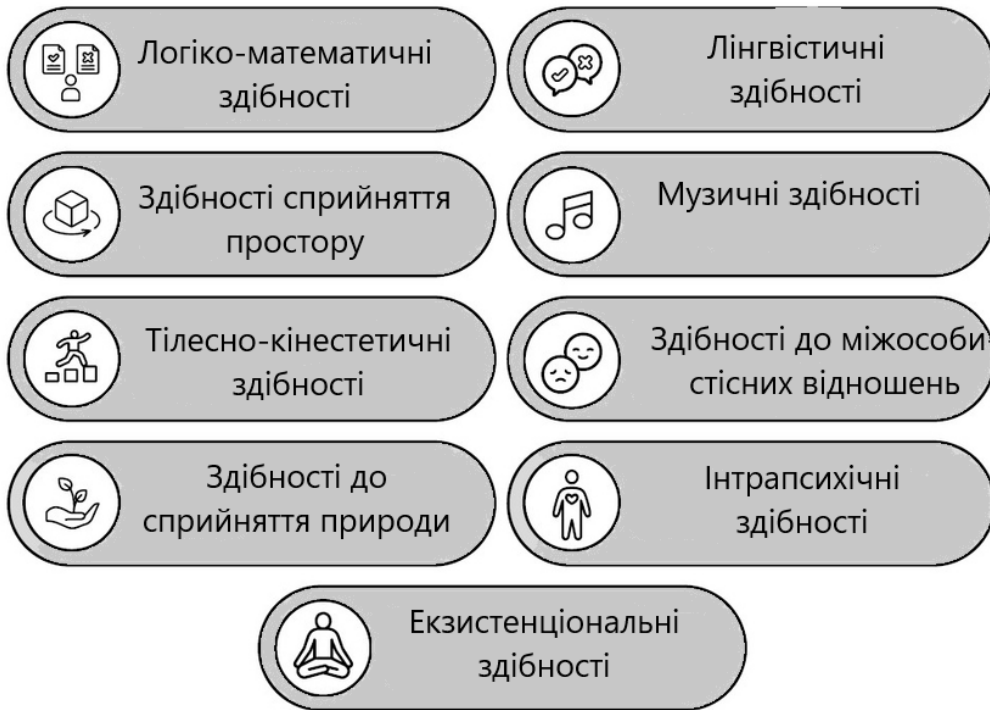 Логіко-математичні
здібності
Лінгвістичні
здібності
Здібності сприйняття
простору
Музичні здібності
Тілесно-кінестетичні
здібності
Здібності до міжособи-
стісних відношень
Здібності до
сприйняття природи
Інтрапсихічні
здібності
Екзистенціональні
здібності